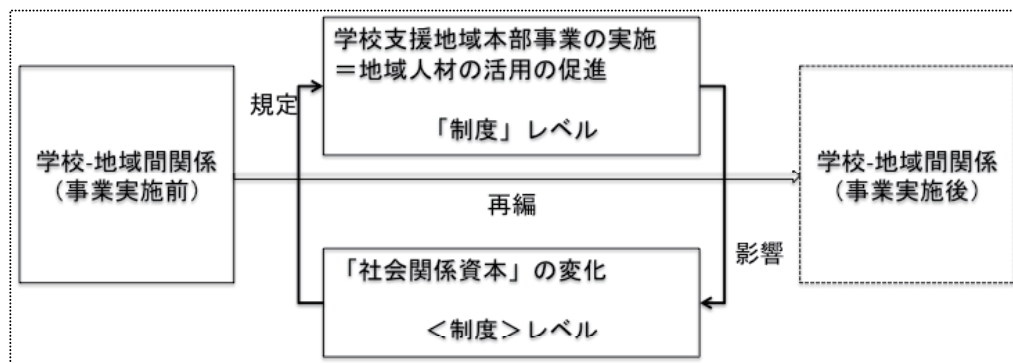 学校支援地域本部事業の実施
＝地域人材の活用の促進
「制度」レベル
規定
学校-地域間関係
（事業実施前）
再編
学校-地域間関係
（事業実施後）
影響
「社会関係資本」の変化
＜制度＞レベル